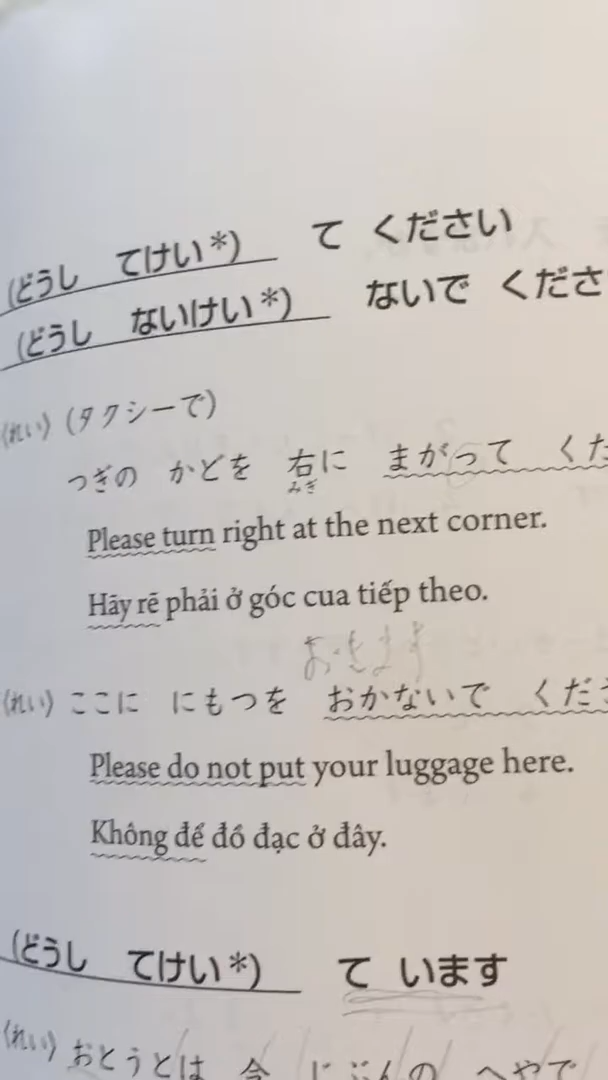 (どうし てけい*) て ください
(どうし ないけい*) ないで くださ
(れい) (タクシーで)
つぎの かどを 右に まがって くだ
みぎ
Please turn right at the next corner.
Hãy rẽ phải ở góc cua tiếp theo.
おきます
(れい) ここに にもつを おかないで くださ
Please do not put your luggage here.
Không để đồ đạc ở đây.
(どうし てけい*) て います
(れい) おとうとは 今 じぶんの へやで